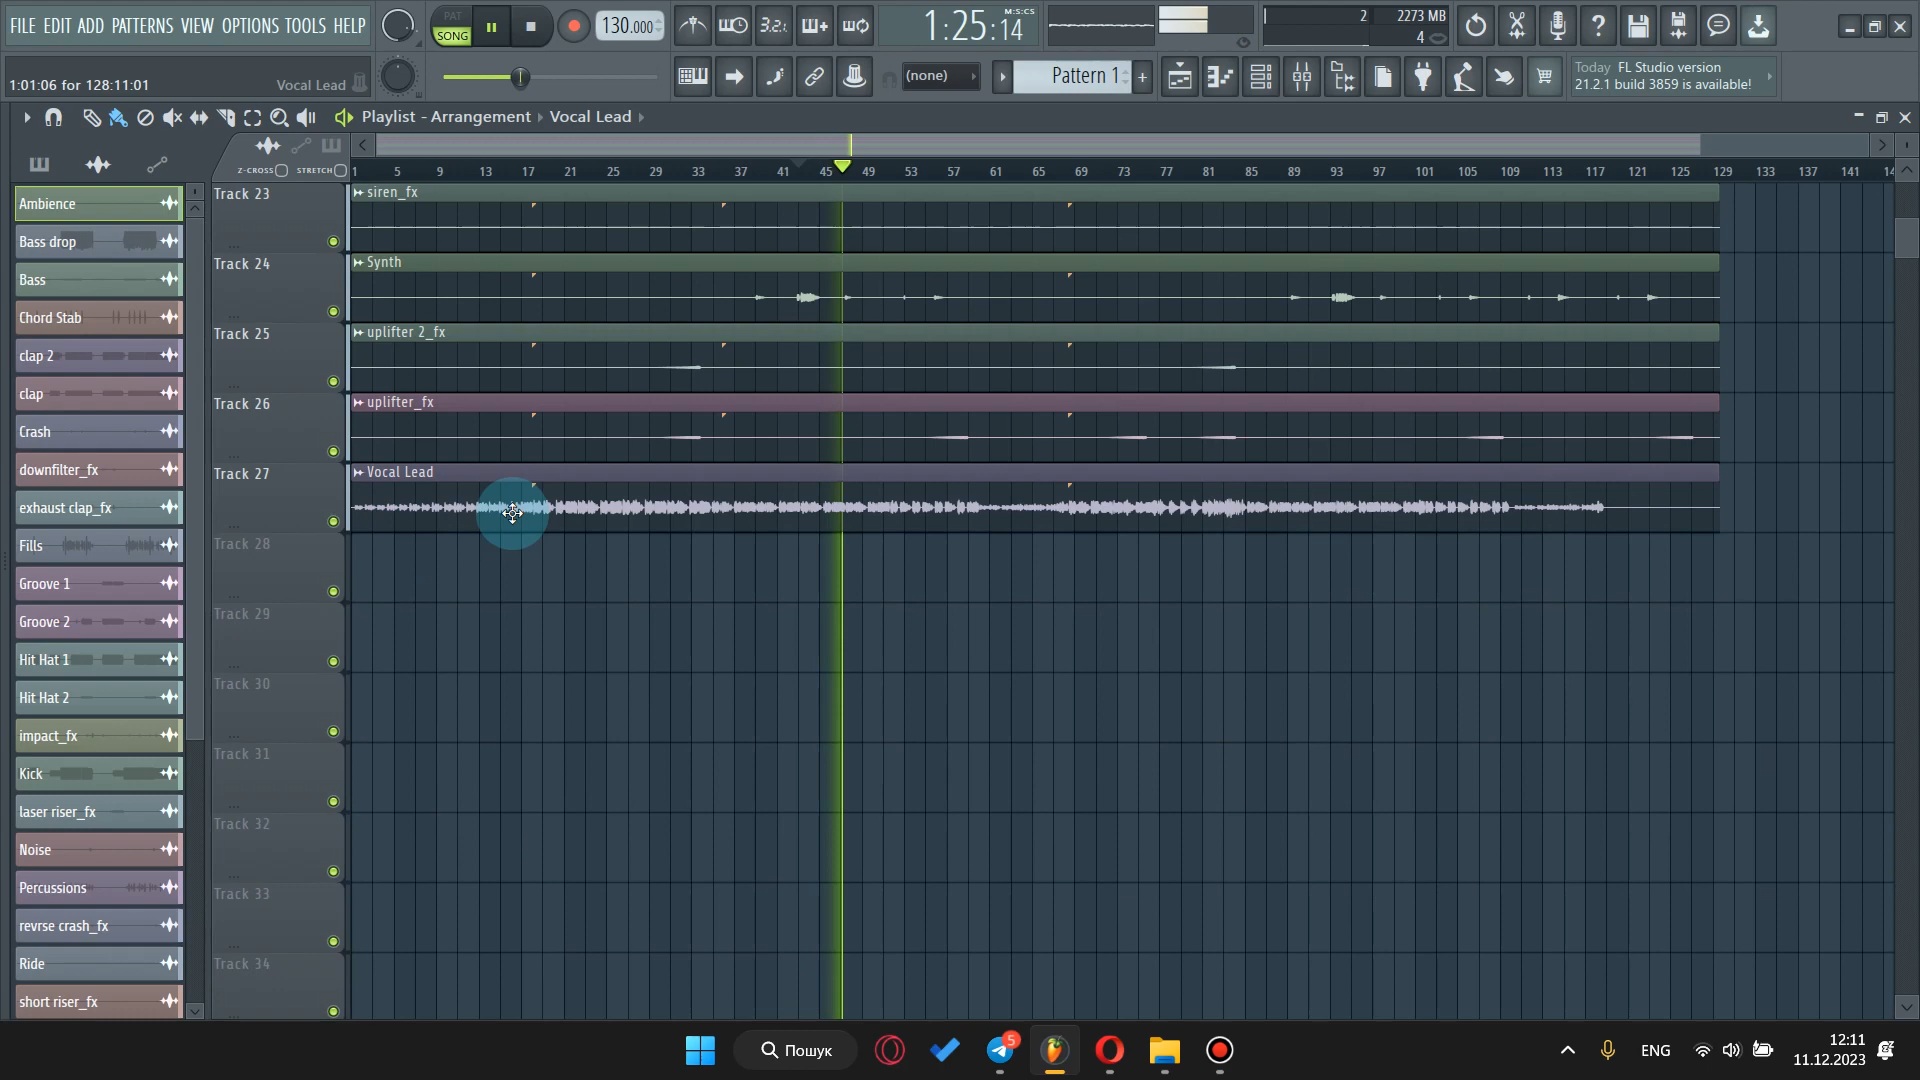 FILE EDIT ADD PATTERNS VIEW OPTIONS TOOLS HELP
PAT
SONG
130.000
3.2.1
1:25:14
M:S:CS
2
2273 MB
4
1:01:06 for 128:11:01
Vocal Lead
(none)
Pattern 1
Today FL Studio version
21.2.1 build 3859 is available!
Playlist - Arrangement
Vocal Lead
Z-CROSS
STRETCH
1 5 9 13 17 21 25 29 33 37 41 45 49 53 57 61 65 69 73 77 81 85 89 93 97 101 105 109 113 117 121 125 129 133 137 141
Ambience
Bass drop
Bass
Chord Stab
clap 2
clap
Crash
downfilter_fx
exhaust clap_fx
Fills
Groove 1
Groove 2
Hit Hat 1
Hit Hat 2
impact_fx
Kick
laser riser_fx
Noise
Percussions
revrse crash_fx
Ride
short riser_fx
Track 23
siren_fx
Track 24
Synth
Track 25
uplifter 2_fx
Track 26
uplifter_fx
Track 27
Vocal Lead
Track 28
Track 29
Track 30
Track 31
Track 32
Track 33
Track 34
Пошук
5
ENG
12:11
11.12.2023